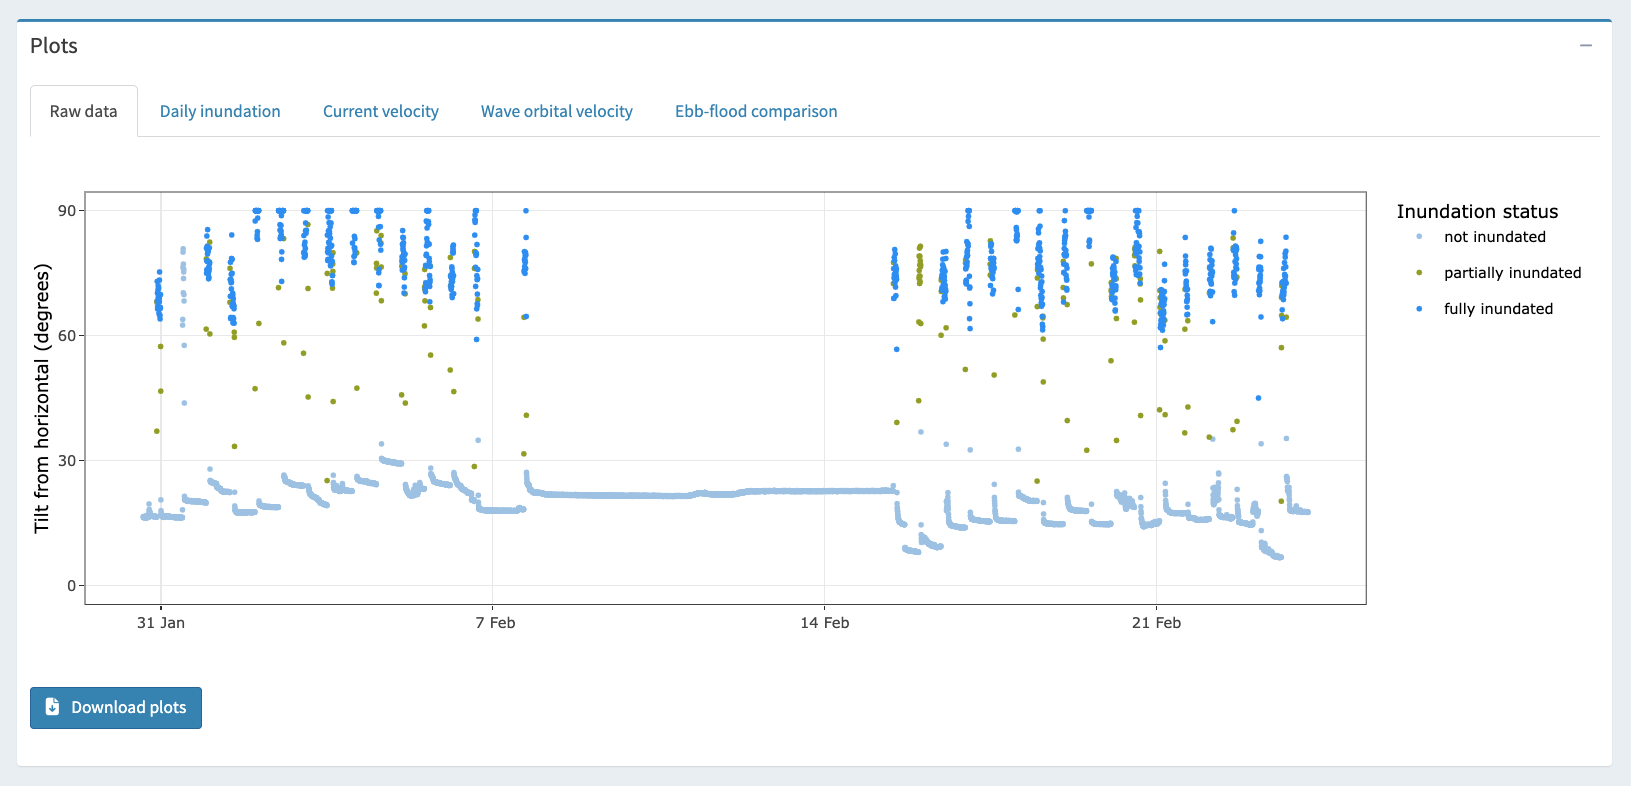 Plots
Raw data
Daily inundation
Current velocity
Wave orbital velocity
Ebb-flood comparison
Tilt from horizontal (degrees)
90
60
30
0
31 Jan
7 Feb
14 Feb
21 Feb
Inundation status
not inundated
partially inundated
fully inundated
Download plots